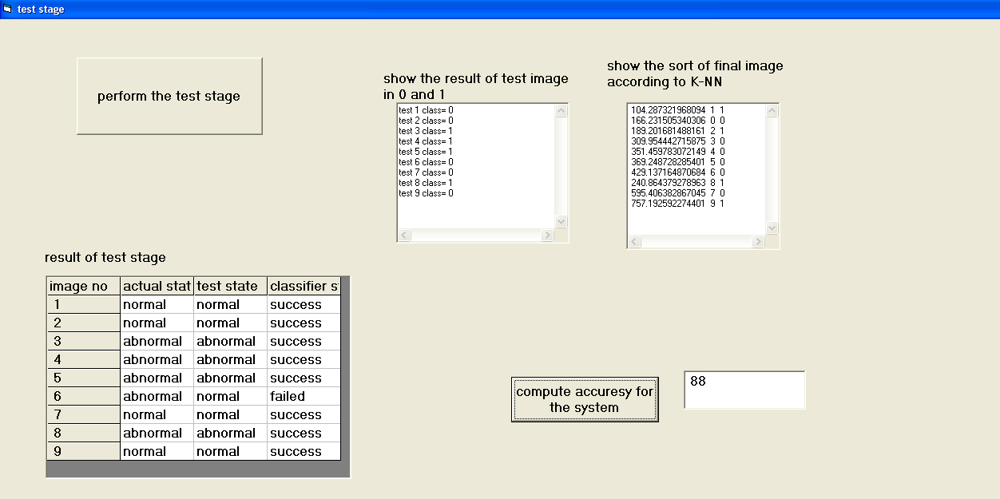 test stage
perform the test stage
show the result of test image
in 0 and 1
test 1 class= 0
test 2 class= 0
test 3 class= 1
test 4 class= 1
test 5 class= 1
test 6 class= 0
test 7 class= 0
test 8 class= 1
test 9 class= 0
show the sort of final image
according to K-NN
104.287321968094 1 1
166.231505340306 0 0
189.201681488161 2 1
309.954442715875 3 0
351.459783072149 4 0
369.248728285401 5 0
429.137164870684 6 0
240.864379278963 8 1
595.406382867045 7 0
757.192592274401 9 1
result of test stage
image no actual stat test state classifier s
1 normal normal success
2 normal normal success
3 abnormal abnormal success
4 abnormal abnormal success
5 abnormal abnormal success
6 abnormal normal failed
7 normal normal success
8 abnormal abnormal success
9 normal normal success
compute accuresy for
the system
88